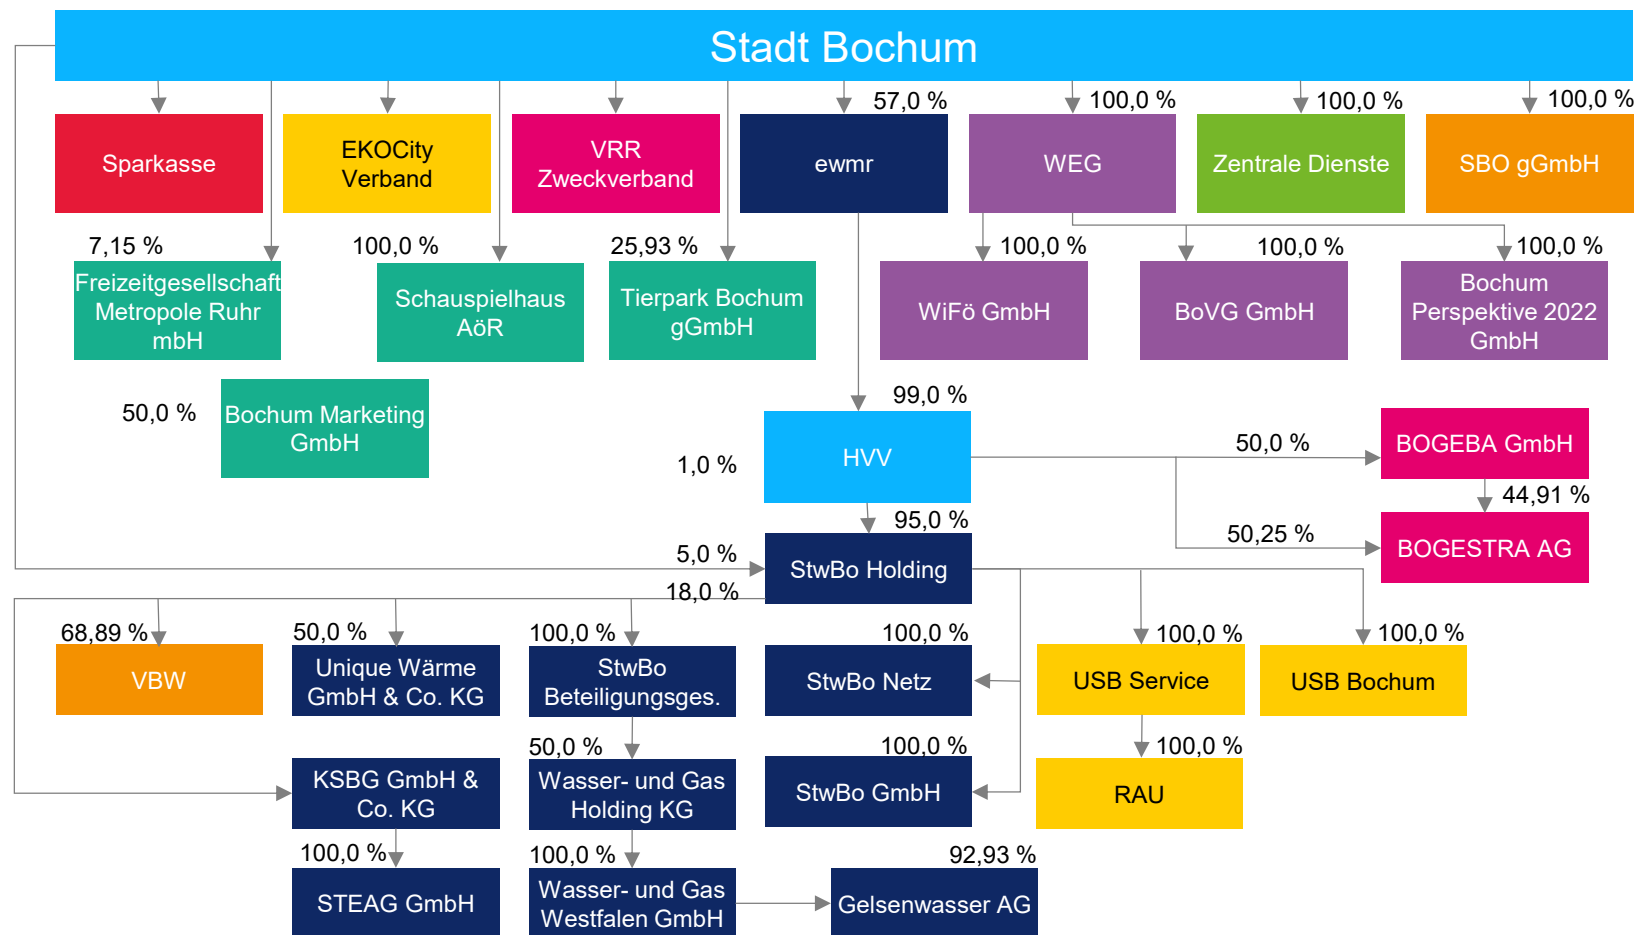 Stadt Bochum
57,0 %
100,0 %
100,0 %
100,0 %
Sparkasse
EKOCity
Verband
VRR
Zweckverband
ewmr
WEG
Zentrale Dienste
SBO gGmbH
7,15 %
100,0 %
25,93 %
100,0 %
100,0 %
100,0 %
Freizeitgesellschaft
Metropole Ruhr
mbH
Schauspielhaus
AöR
Tierpark Bochum
gGmbH
WiFö GmbH
BoVG GmbH
Bochum
Perspektive 2022
GmbH
50,0 %
Bochum Marketing
GmbH
99,0 %
1,0 %
HVV
50,0 %
BOGEBA GmbH
44,91 %
50,25 %
BOGESTRA AG
95,0 %
5,0 %
StwBo Holding
18,0 %
68,89 %
50,0 %
100,0 %
100,0 %
100,0 %
100,0 %
VBW
Unique Wärme
GmbH & Co. KG
StwBo
Beteiligungsges.
StwBo Netz
USB Service
USB Bochum
50,0 %
100,0 %
100,0 %
KSBG GmbH &
Co. KG
Wasser- und Gas
Holding KG
StwBo GmbH
RAU
100,0 %
100,0 %
92,93 %
STEAG GmbH
Wasser- und Gas
Westfalen GmbH
Gelsenwasser AG